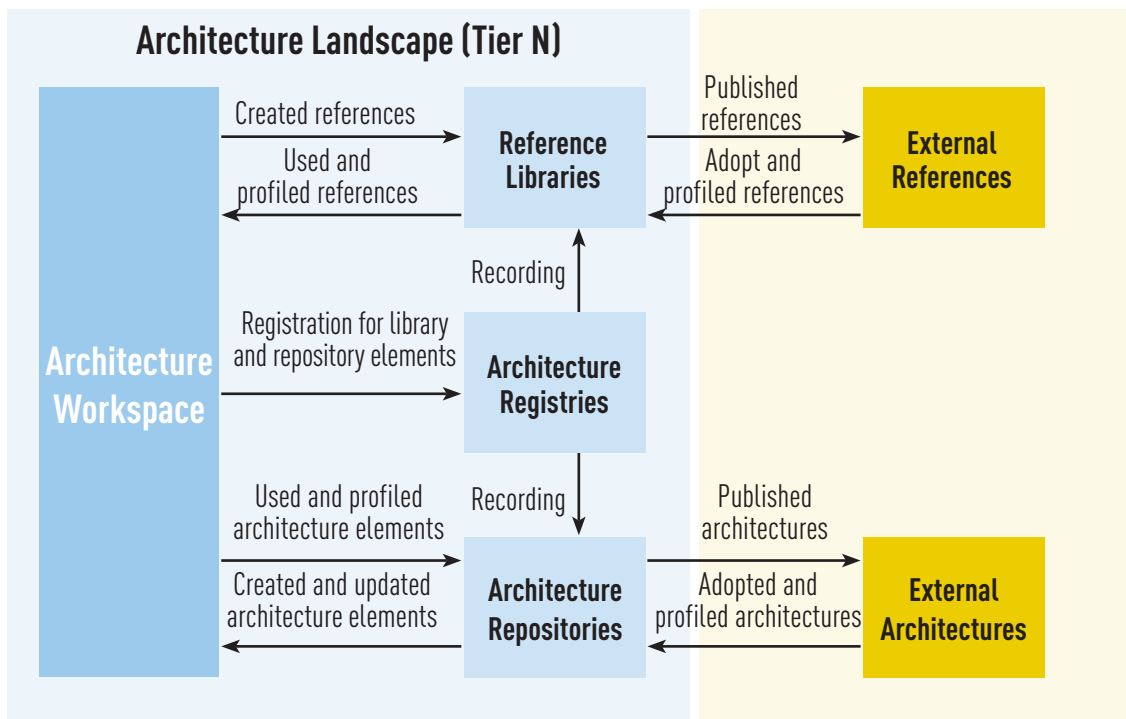 Architecture Landscape (Tier N)
Created references
Used and
profiled references
Reference
Libraries
Published
references
Adopt and
profiled references
External
References
Recording
Registration for library
and repository elements
Architecture
Workspace
Architecture
Registries
Recording
Used and profiled
architecture elements
Created and updated
architecture elements
Architecture
Repositories
Published
architectures
Adopted and
profiled architectures
External
Architectures